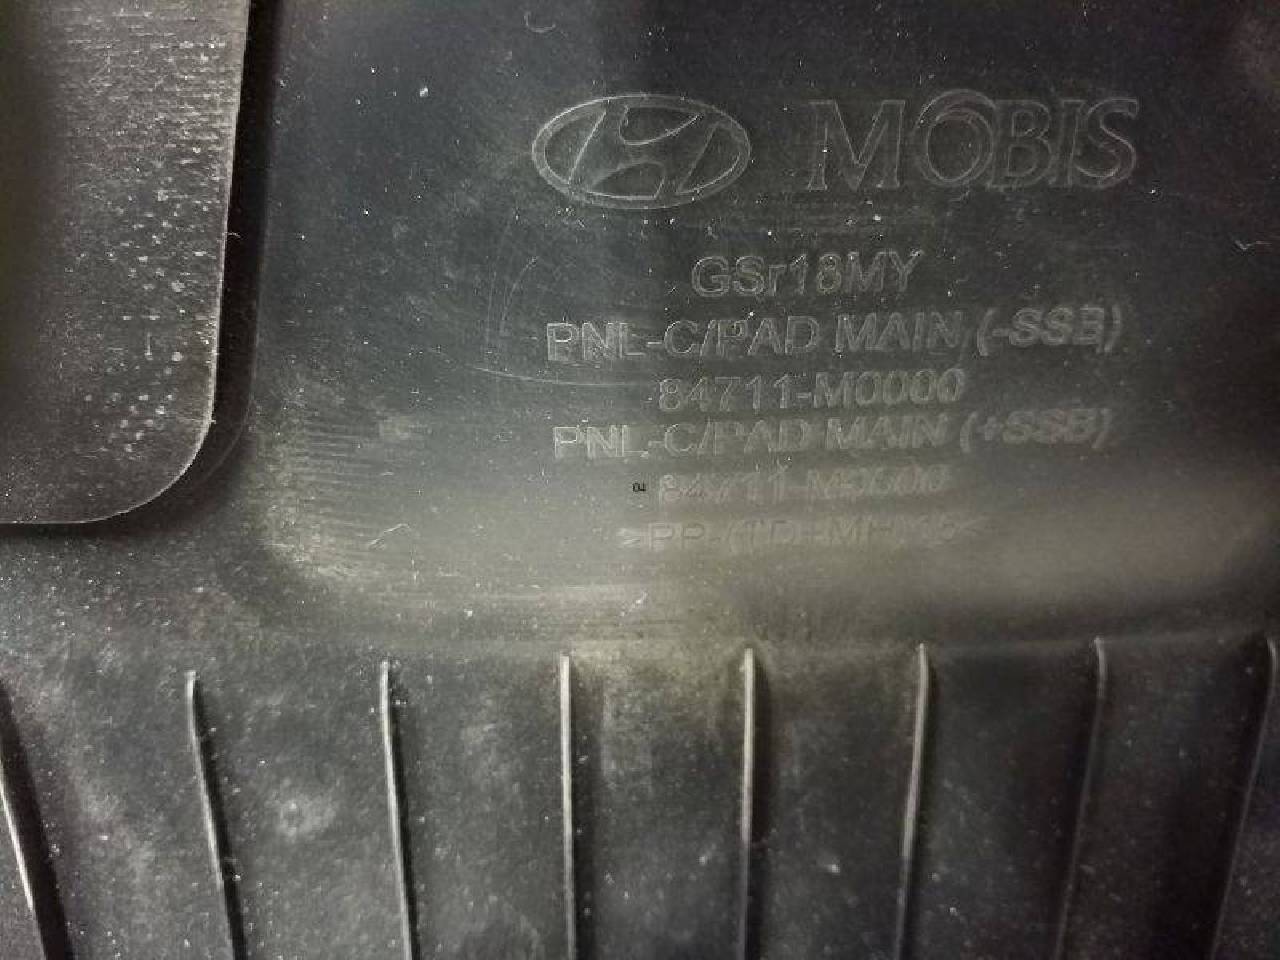 MOBIS
GSr18MY
PNL-C/PAD MAIN (-SSB)
84711-M0000
PNL-C/PAD MAIN (+SSB)